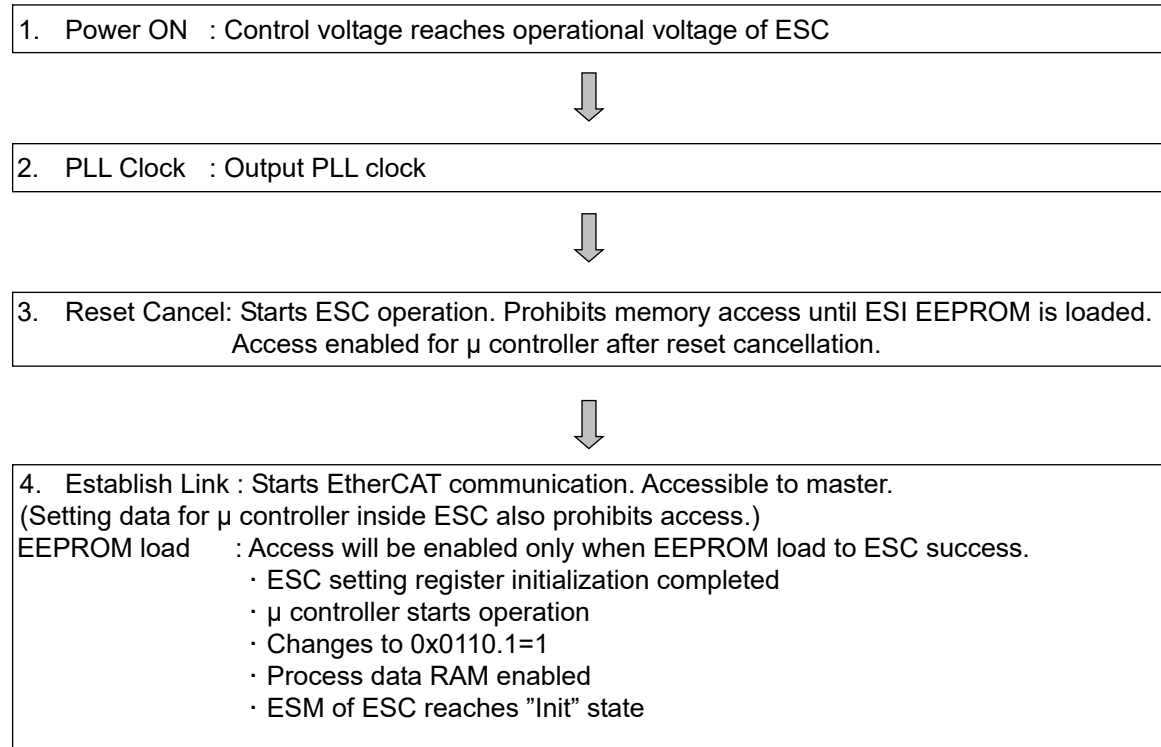 1. Power ON : Control voltage reaches operational voltage of ESC
2. PLL Clock : Output PLL clock
3. Reset Cancel: Starts ESC operation. Prohibits memory access until ESI EEPROM is loaded.
Access enabled for μ controller after reset cancellation.
4. Establish Link : Starts EtherCAT communication. Accessible to master.
(Setting data for μ controller inside ESC also prohibits access.)
EEPROM load : Access will be enabled only when EEPROM load to ESC success.
・ESC setting register initialization completed
・μ controller starts operation
・Changes to 0x0110.1=1
・Process data RAM enabled
・ESM of ESC reaches ”Init” state